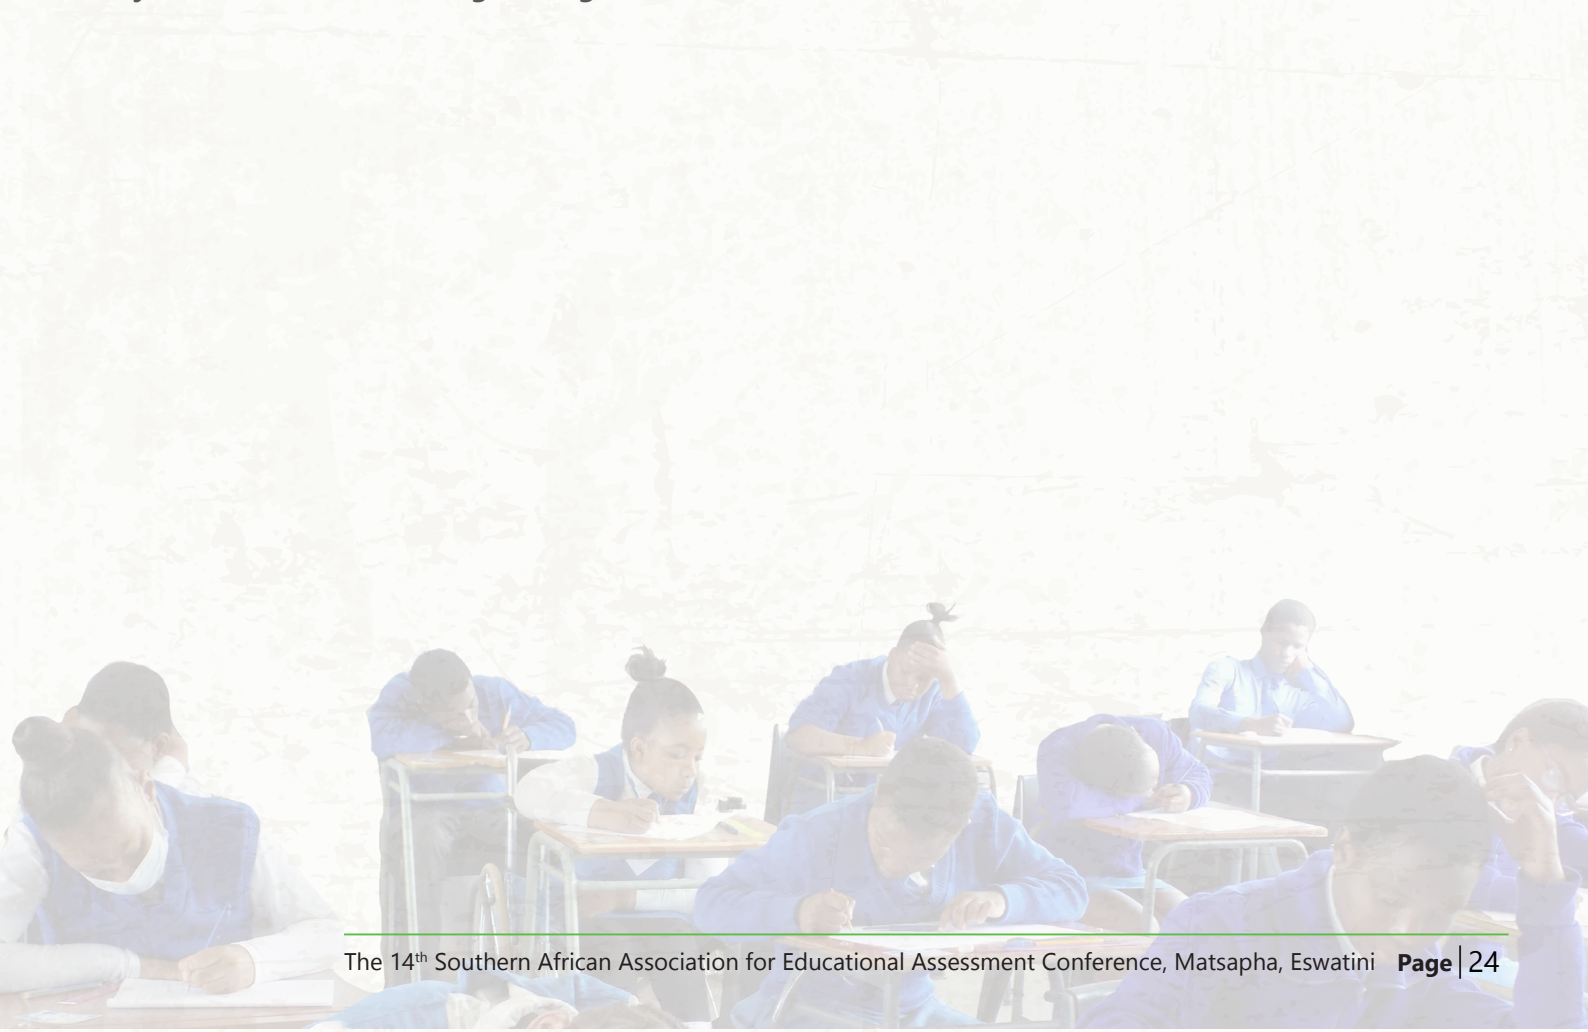 The 14th Southern African Association for Educational Assessment Conference, Matsapha, Eswatini Page | 24